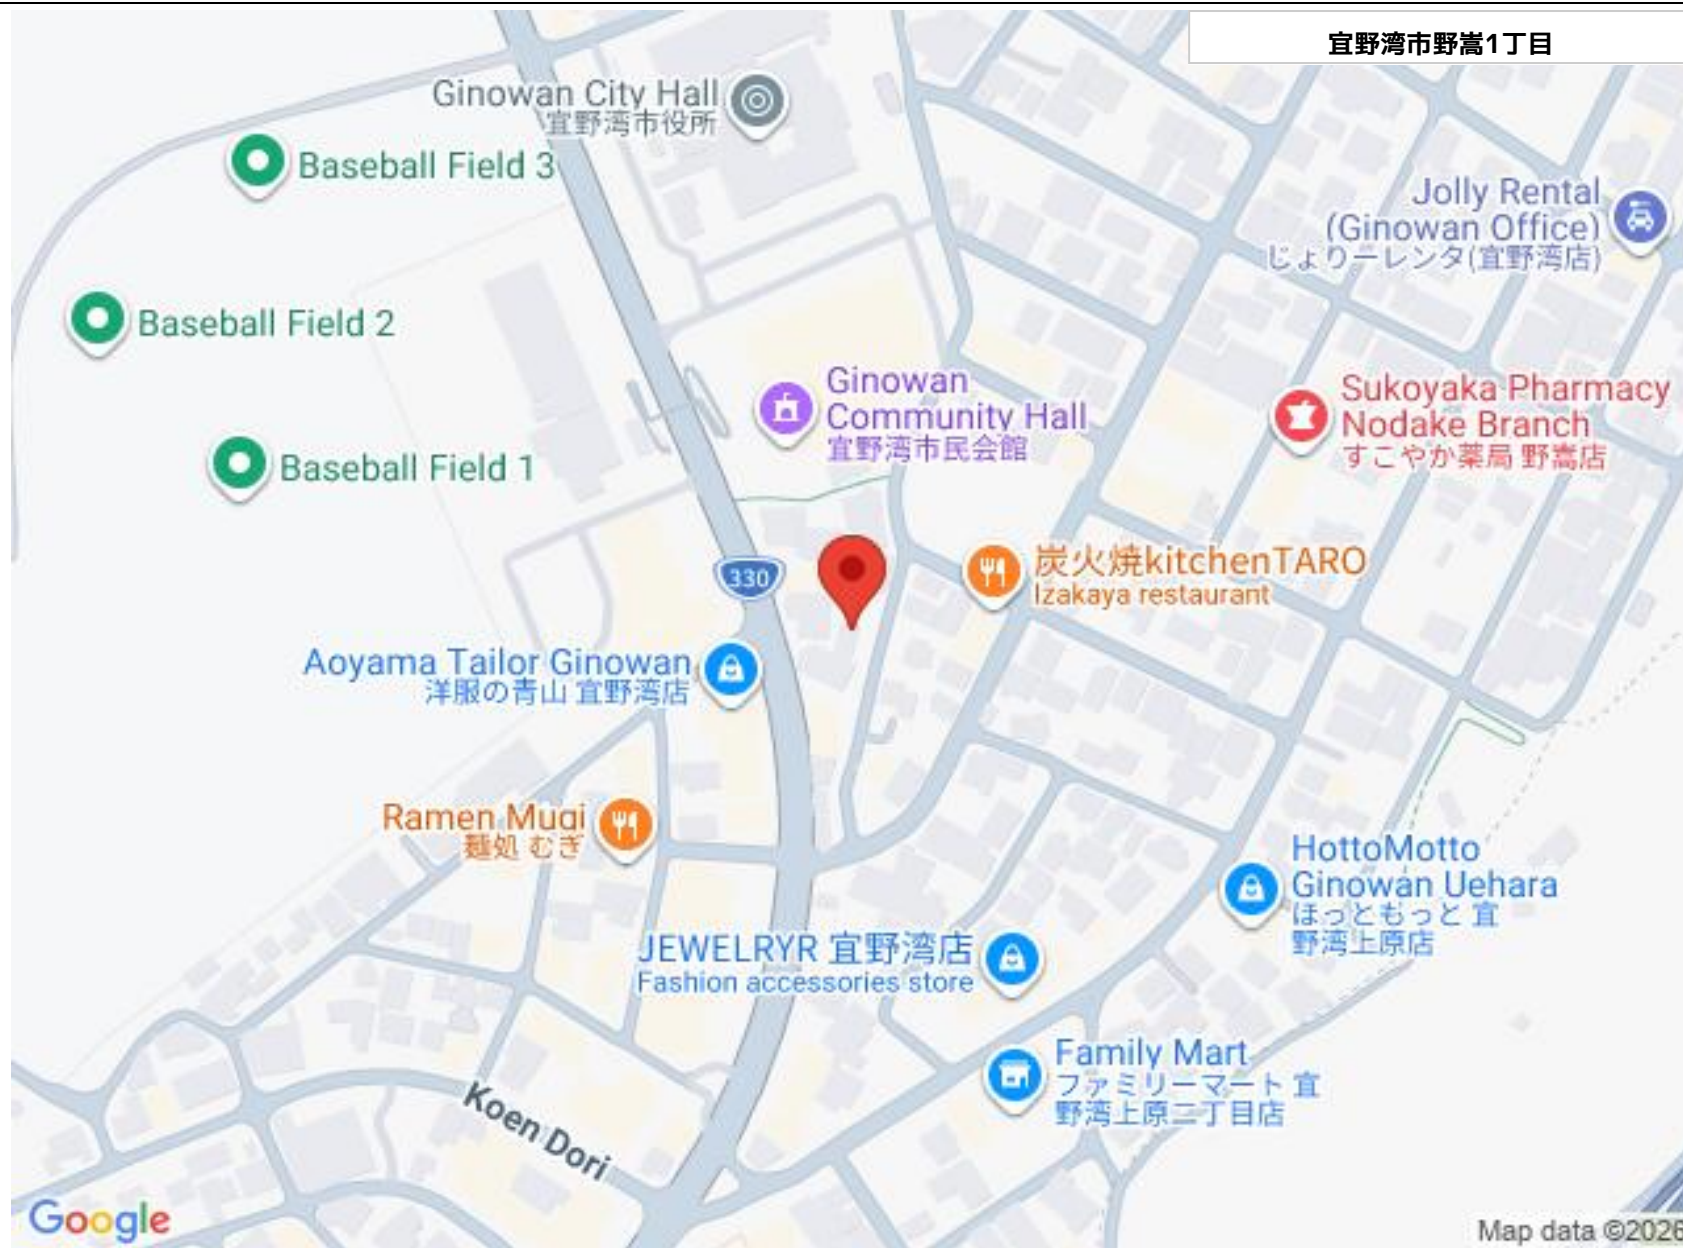 宜野湾市野嵩1丁目
Ginowan City Hall
宜野湾市役所
Baseball Field 3
Jolly Rental
(Ginowan Office)
じょりーレンタ(宜野湾店)
Baseball Field 2
Ginowan
Community Hall
宜野湾市民会館
Sukoyaka Pharmacy
Nodake Branch
すこやか薬局 野嵩店
Baseball Field 1
330
炭火焼kitchenTARO
Izakaya restaurant
Aoyama Tailor Ginowan
洋服の青山 宜野湾店
Ramen Mugi
麺処 むぎ
HottoMotto
Ginowan Uehara
ほっともっと 宜
野湾上原店
JEWELRYR 宜野湾店
Fashion accessories store
Family Mart
ファミリーマート 宜
野湾上原二丁目店
Koen Dori
Google
Map data ©2026